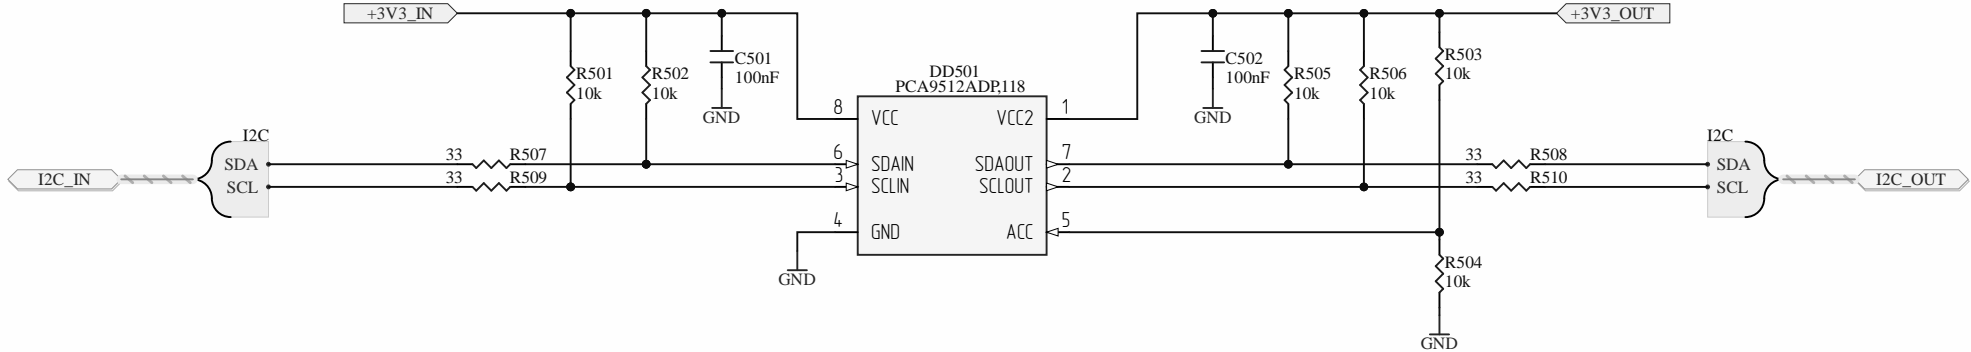 +3V3_IN
+3V3_OUT
R501
10k
R502
10k
C501
100nF
GND
C502
100nF
GND
R505
10k
R506
10k
R503
10k
DD501
PCA9512ADP,118
8 VCC
VCC2 1
6 SDAIN
SDAOUT 7
3 SCLIN
SCLOUT 2
4 GND
ACC 5
I2C
SDA
SCL
I2C_IN
33 R507
33 R509
33 R508
33 R510
I2C
SDA
SCL
I2C_OUT
GND
R504
10k
GND